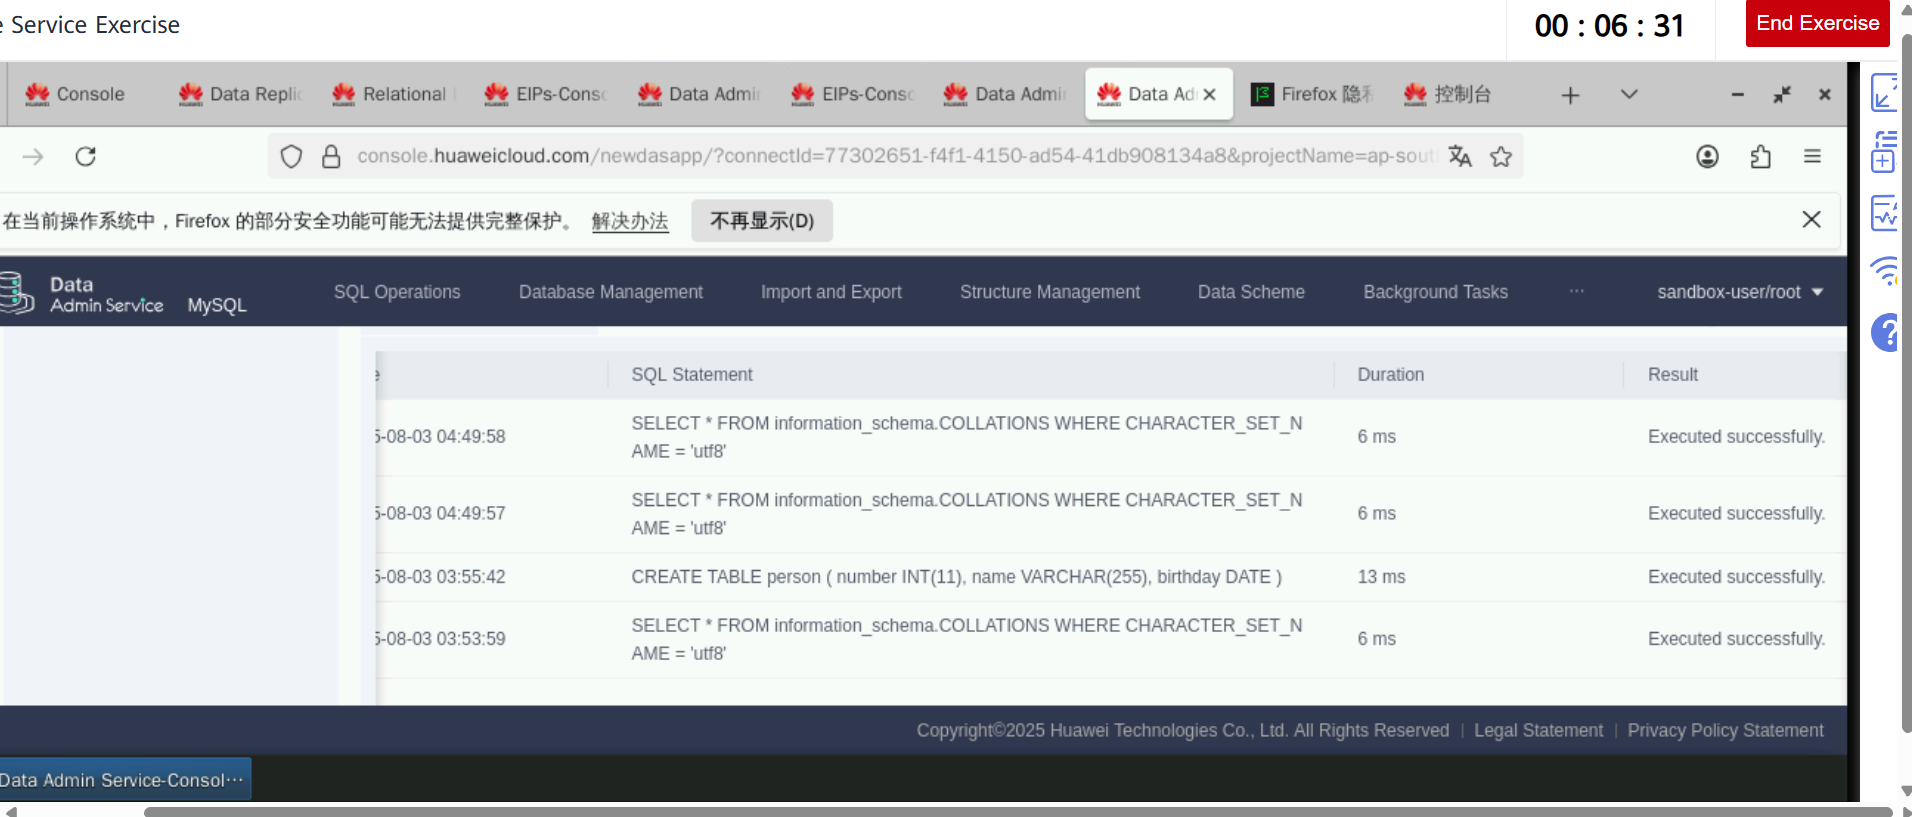 Service Exercise
00 : 06 : 31
End Exercise
Console
Data Replic
Relational
EIPs-Conso
Data Admin
EIPs-Conso
Data Admin
Data Ad
Firefox 隐私
控制台
console.huaweicloud.com/newdasapp/?connectId=77302651-f4f1-4150-ad54-41db908134a8&projectName=ap-sout
在当前操作系统中，Firefox 的部分安全功能可能无法提供完整保护。 解决办法 不再显示(D)
Data
Admin Service
MySQL
SQL Operations
Database Management
Import and Export
Structure Management
Data Scheme
Background Tasks
···
sandbox-user/root
SQL Statement
Duration
Result
5-08-03 04:49:58
SELECT * FROM information_schema.COLLATIONS WHERE CHARACTER_SET_N
AME = 'utf8'
6 ms
Executed successfully.
5-08-03 04:49:57
SELECT * FROM information_schema.COLLATIONS WHERE CHARACTER_SET_N
AME = 'utf8'
6 ms
Executed successfully.
5-08-03 03:55:42
CREATE TABLE person ( number INT(11), name VARCHAR(255), birthday DATE )
13 ms
Executed successfully.
5-08-03 03:53:59
SELECT * FROM information_schema.COLLATIONS WHERE CHARACTER_SET_N
AME = 'utf8'
6 ms
Executed successfully.
Copyright©2025 Huawei Technologies Co., Ltd. All Rights Reserved | Legal Statement | Privacy Policy Statement
Data Admin Service-Consol···